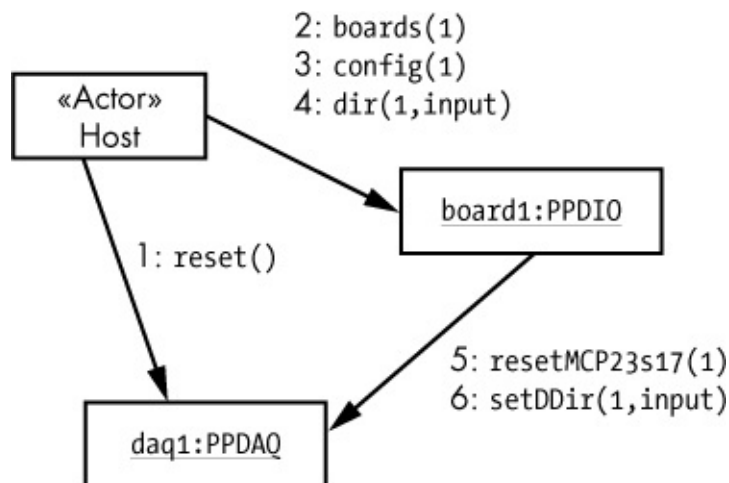 2: boards(1)
3: config(1)
4: dir(1,input)
«Actor»
Host
board1:PPDIO
1: reset()
5: resetMCP23s17(1)
6: setDDir(1,input)
daq1:PPDAQ